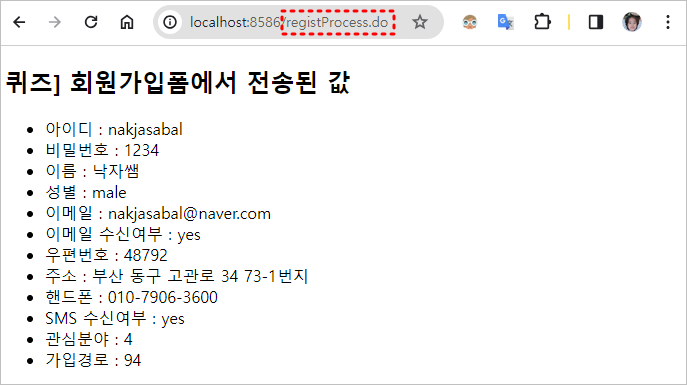 localhost:8586/registProcess.do
퀴즈] 회원가입폼에서 전송된 값
• 아이디 : nakjasabal
• 비밀번호 : 1234
• 이름 : 낙자쌤
• 성별 : male
• 이메일 : nakjasabal@naver.com
• 이메일 수신여부 : yes
• 우편번호 : 48792
• 주소 : 부산 동구 고관로 34 73-1번지
• 핸드폰 : 010-7906-3600
• SMS 수신여부 : yes
• 관심분야 : 4
• 가입경로 : 94